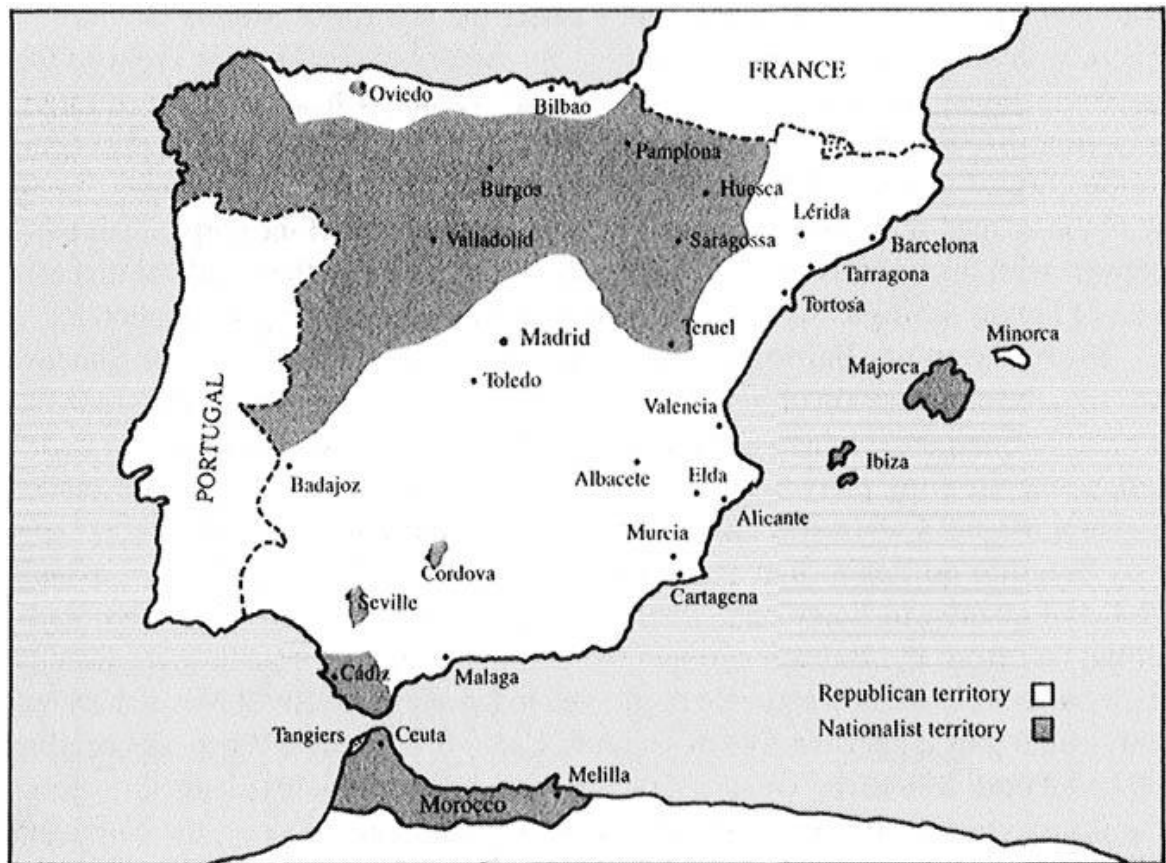 FRANCE
Oviedo
Bilbao
Pamplona
Burgos
Huesca
Lérida
Valladolid
Saragossa
Barcelona
Tarragona
Tortosa
Madrid
Teruel
Minorca
Toledo
Majorca
PORTUGAL
Valencia
Badajoz
Albacete
Elda
Ibiza
Alicante
Murcia
Cordova
Cartagena
Seville
Cádiz
Malaga
Republican territory
Nationalist territory
Tangiers
Ceuta
Melilla
Morocco